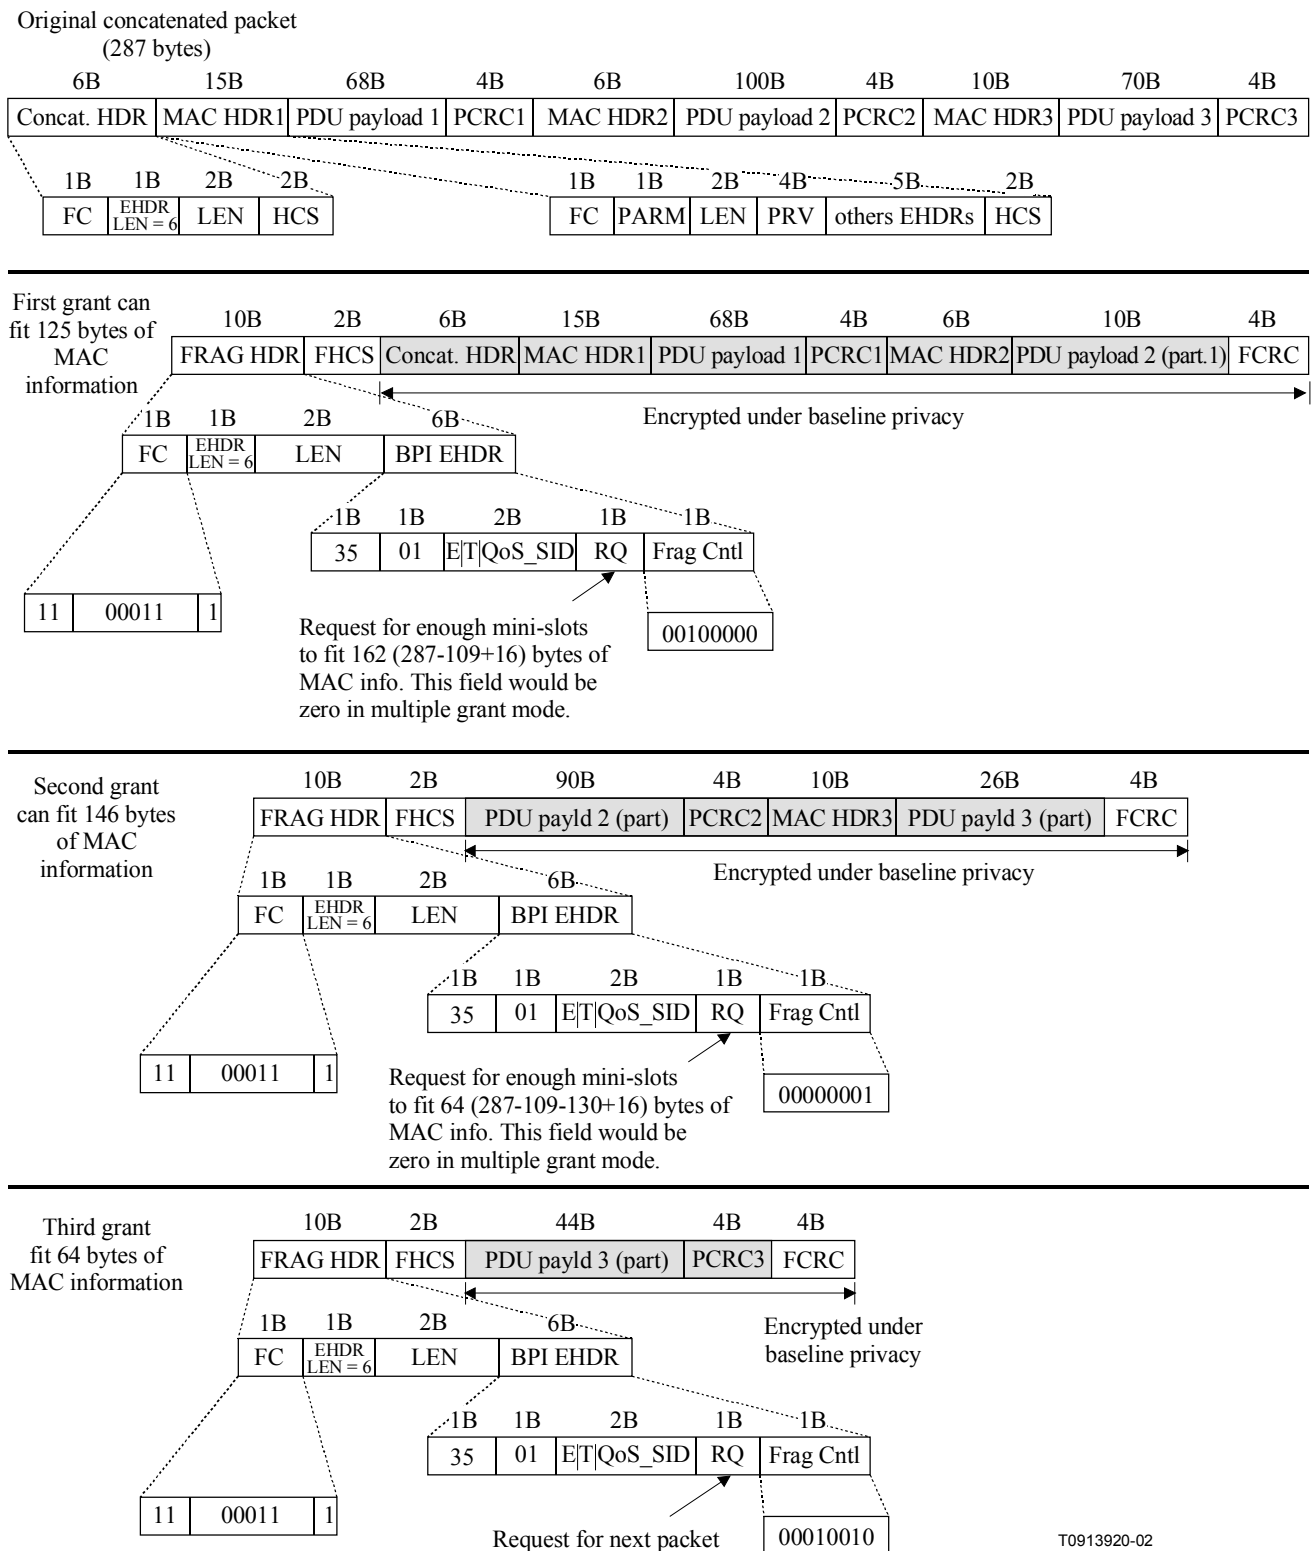 Original concatenated packet
(287 bytes)
6B 15B 68B 4B 6B 100B 4B 10B 70B 4B
Concat. HDR MAC HDR1 PDU payload 1 PCRC1 MAC HDR2 PDU payload 2 PCRC2 MAC HDR3 PDU payload 3 PCRC3
1B 1B 2B 2B 1B 1B 2B 4B 5B 2B
FC EHDR LEN = 6 LEN HCS FC PARM LEN PRV others EHDRs HCS
First grant can
fit 125 bytes of
MAC
information
10B 2B 6B 15B 68B 4B 6B 10B 4B
FRAG HDR FHCS Concat. HDR MAC HDR1 PDU payload 1 PCRC1 MAC HDR2 PDU payload 2 (part.1) FCRC
Encrypted under baseline privacy
1B 1B 2B 6B
FC EHDR LEN = 6 LEN BPI EHDR
1B 1B 2B 1B 1B
35 01 E|T|QoS_SID RQ Frag Cntl
11 00011 1
00100000
Request for enough mini-slots
to fit 162 (287-109+16) bytes of
MAC info. This field would be
zero in multiple grant mode.
Second grant
can fit 146 bytes
of MAC
information
10B 2B 90B 4B 10B 26B 4B
FRAG HDR FHCS PDU payld 2 (part) PCRC2 MAC HDR3 PDU payld 3 (part) FCRC
Encrypted under baseline privacy
1B 1B 2B 6B
FC EHDR LEN = 6 LEN BPI EHDR
1B 1B 2B 1B 1B
35 01 E|T|QoS_SID RQ Frag Cntl
11 00011 1
00000001
Request for enough mini-slots
to fit 64 (287-109-130+16) bytes of
MAC info. This field would be
zero in multiple grant mode.
Third grant
fit 64 bytes of
MAC information
10B 2B 44B 4B 4B
FRAG HDR FHCS PDU payld 3 (part) PCRC3 FCRC
Encrypted under
baseline privacy
1B 1B 2B 6B
FC EHDR LEN = 6 LEN BPI EHDR
1B 1B 2B 1B 1B
35 01 E|T|QoS_SID RQ Frag Cntl
11 00011 1
Request for next packet
00010010
T0913920-02